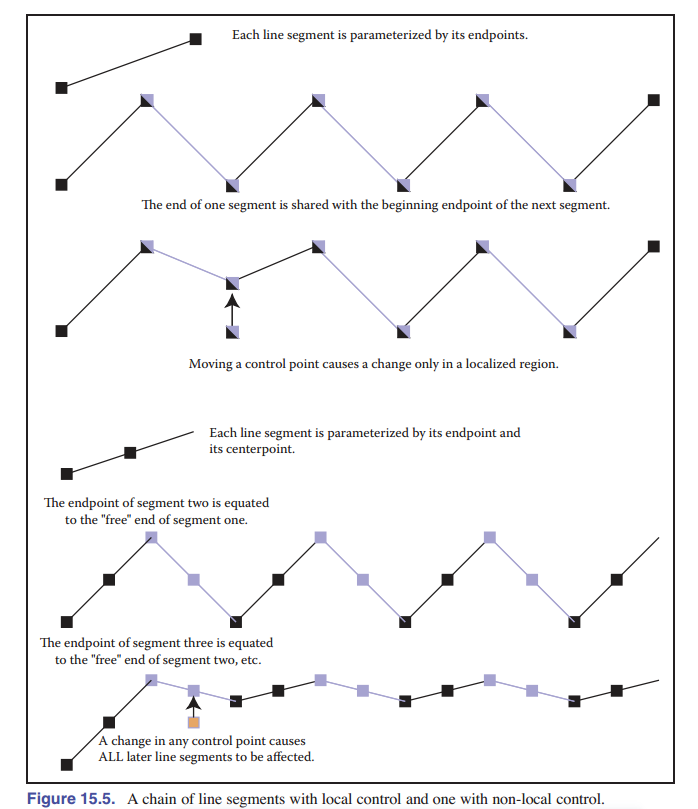 Each line segment is parameterized by its endpoints.
The end of one segment is shared with the beginning endpoint of the next segment.
Moving a control point causes a change only in a localized region.
Each line segment is parameterized by its endpoint and
its centerpoint.
The endpoint of segment two is equated
to the "free" end of segment one.
The endpoint of segment three is equated
to the "free" end of segment two, etc.
A change in any control point causes
ALL later line segments to be affected.
Figure 15.5. A chain of line segments with local control and one with non-local control.